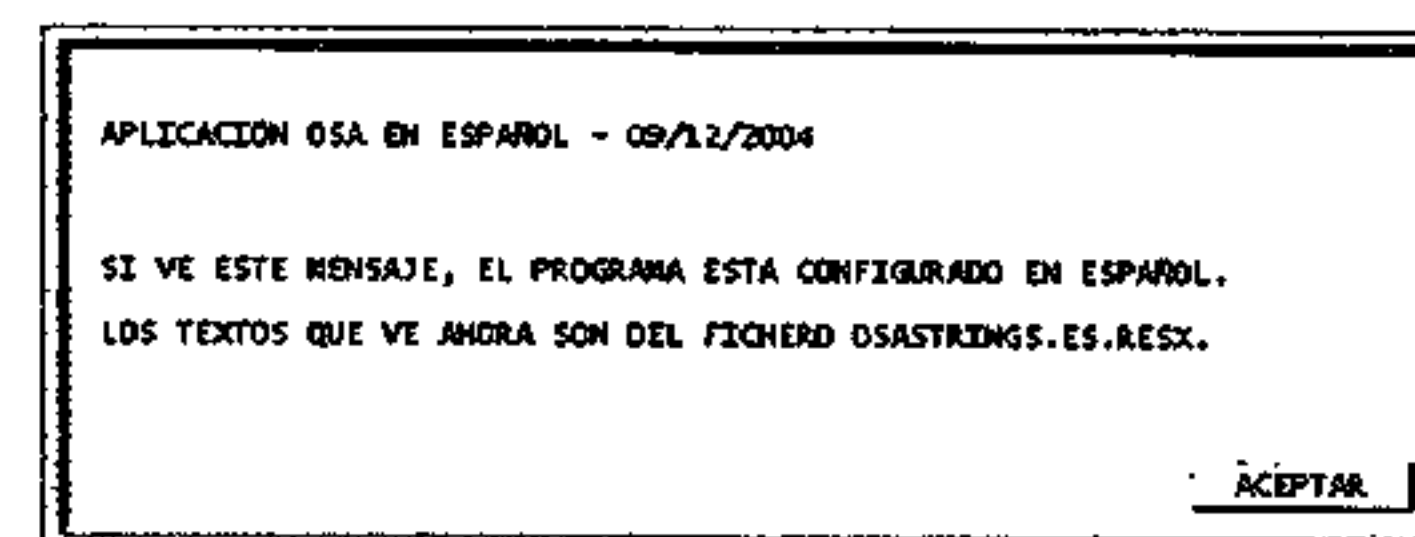 APLICACIÓN OSA EN ESPAÑOL - 09/12/2004
SI VE ESTE MENSAJE, EL PROGRAMA ESTA CONFIGURADO EN ESPAÑOL.
LOS TEXTOS QUE VE AHORA SON DEL FICHERO OSASTRINGS.ES.RESX.
ACEPTAR